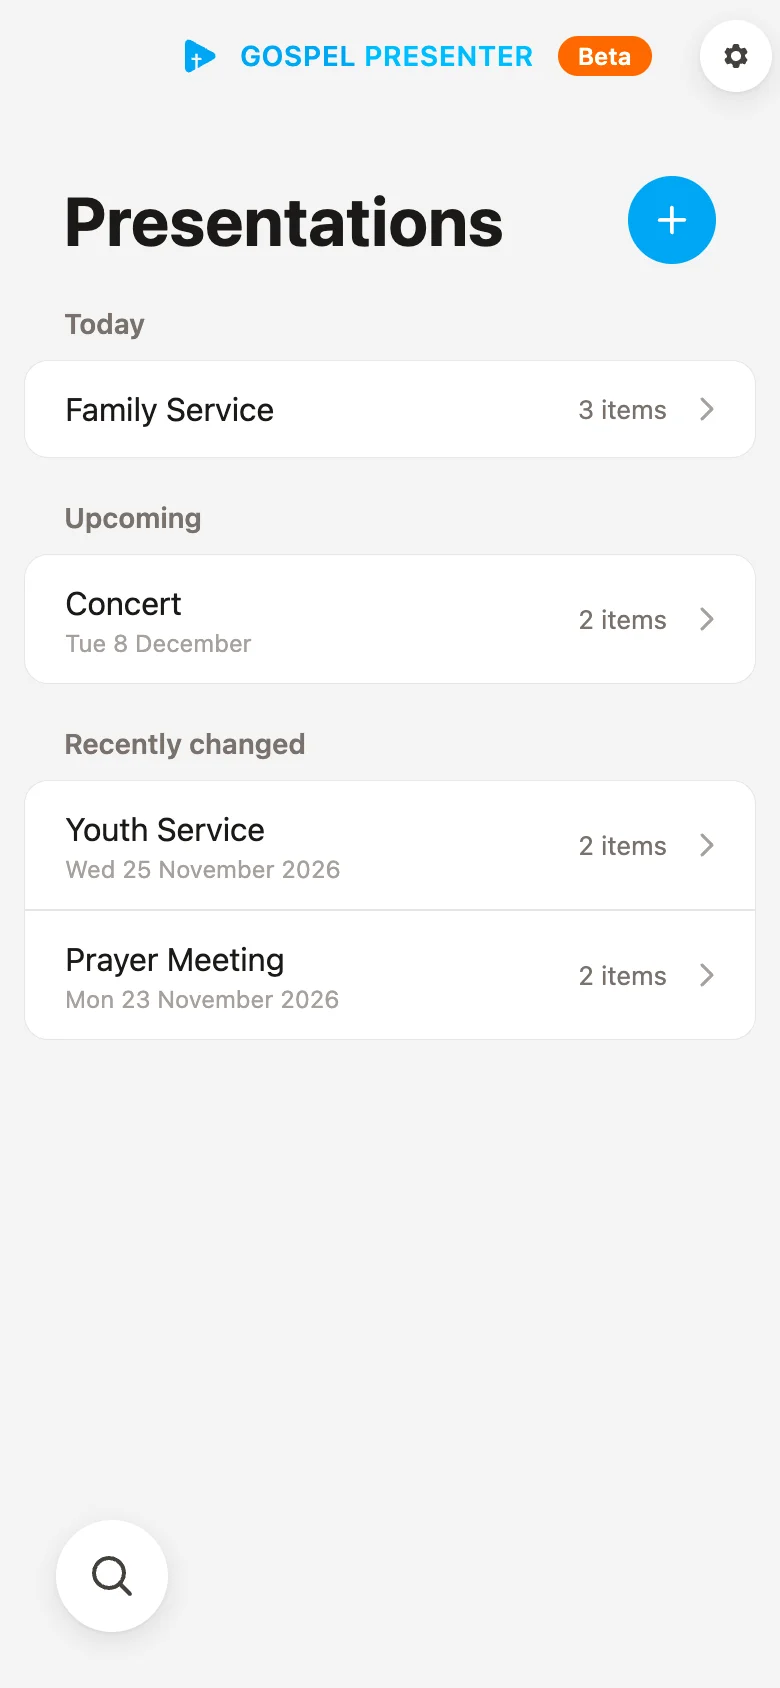 GOSPEL PRESENTER Beta
Presentations
Today
Family Service 3 items
Upcoming
Concert
Tue 8 December
2 items
Recently changed
Youth Service
Wed 25 November 2026
2 items
Prayer Meeting
Mon 23 November 2026
2 items